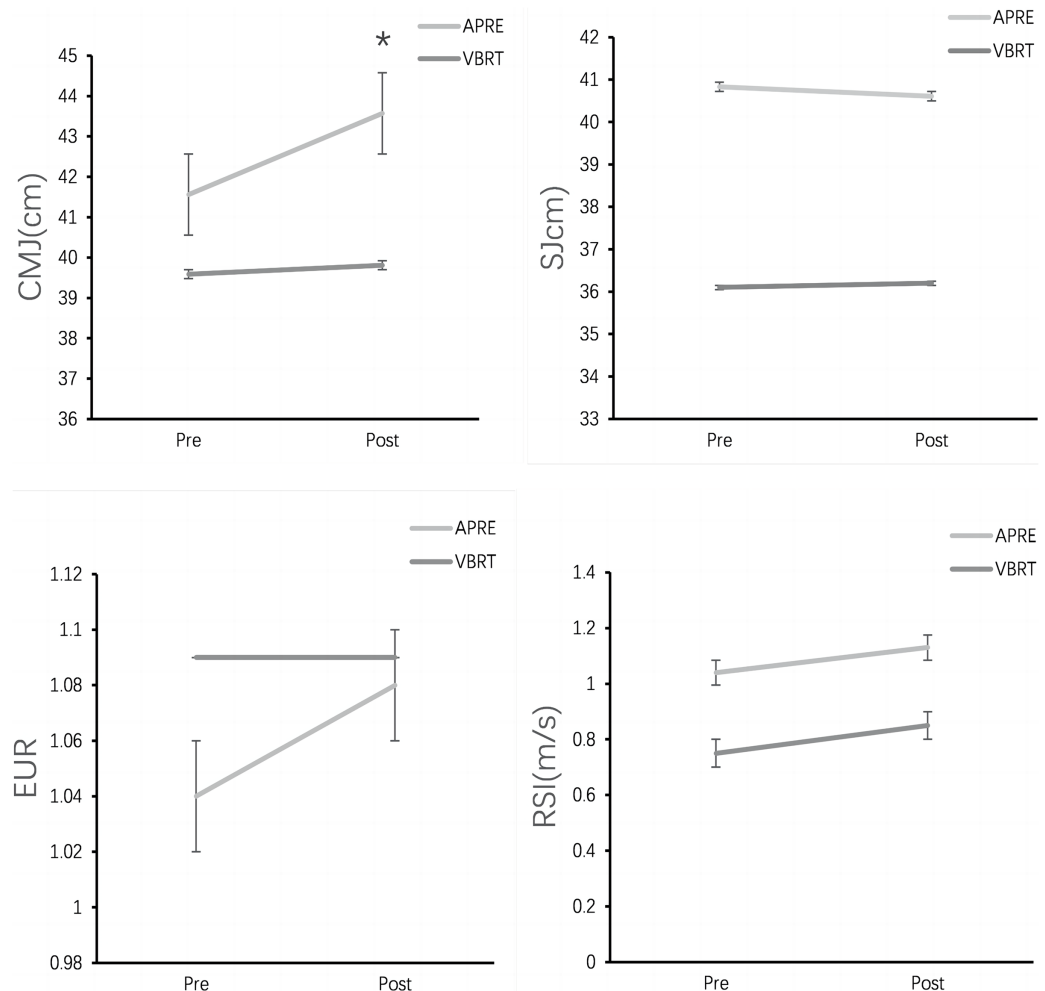 APRE
VBRT
*
CMJ(cm)
45
44
43
42
41
40
39
38
37
36
Pre
Post
APRE
VBRT
SJcm)
42
41
40
39
38
37
36
35
34
33
Pre
Post
APRE
VBRT
EUR
1.12
1.1
1.08
1.06
1.04
1.02
1
0.98
Pre
Post
APRE
VBRT
RSI(m/s)
1.4
1.2
1
0.8
0.6
0.4
0.2
0
Pre
Post